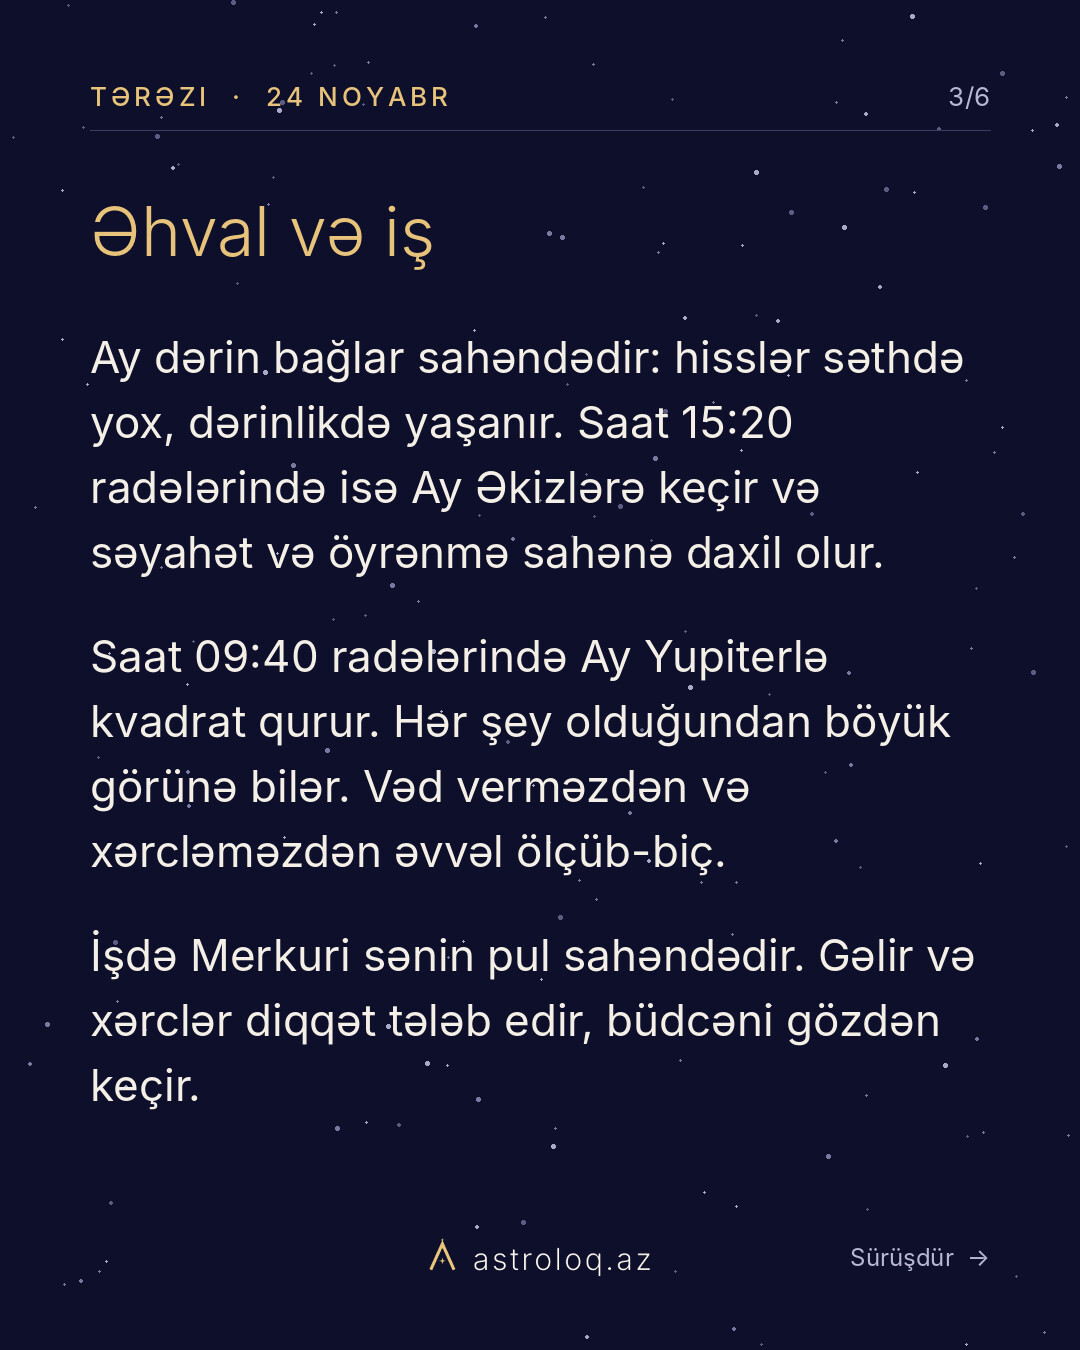 TƏRƏZI · 24 NOYABR
3/6
Əhval və iş
Ay dərin bağlar sahəndədir: hisslər səthdə
yox, dərinlikdə yaşanır. Saat 15:20
radələrində isə Ay Əkizlərə keçir və
səyahət və öyrənmə sahənə daxil olur.
Saat 09:40 radələrində Ay Yupiterlə
kvadrat qurur. Hər şey olduğundan böyük
görünə bilər. Vəd verməzdən və
xərcləməzdən əvvəl ölçüb-biç.
İşdə Merkuri sənin pul sahəndədir. Gəlir və
xərclər diqqət tələb edir, büdcəni gözdən
keçir.
astroloq.az
Sürüşdür →